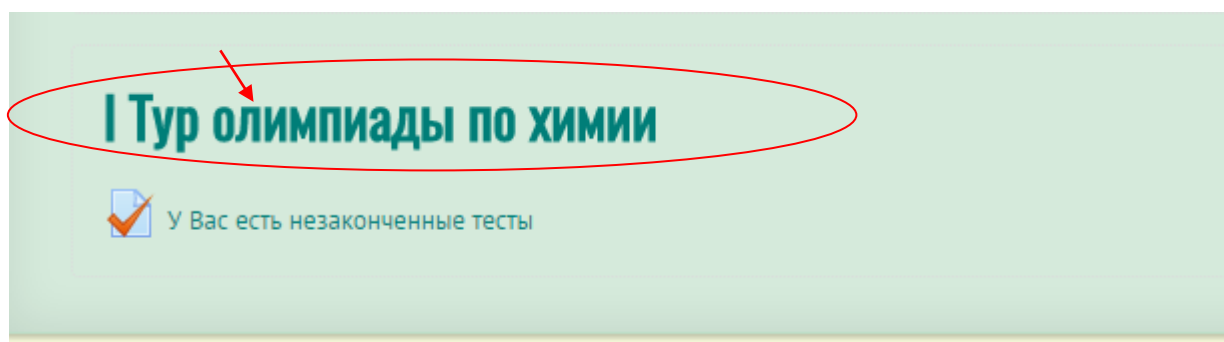 I Тур олимпиады по химии
У Вас есть незаконченные тесты